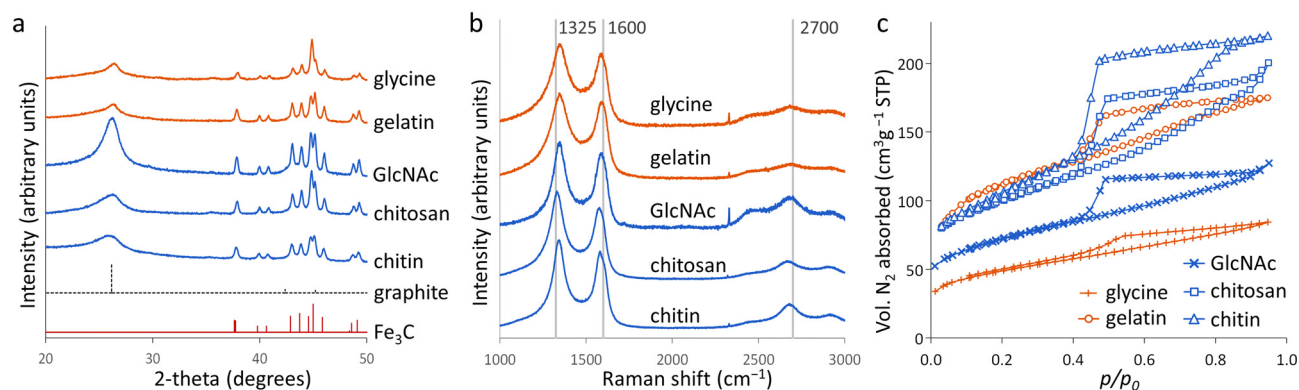 a
Intensity (arbitrary units)
glycine
gelatin
GlcNAc
chitosan
chitin
graphite
Fe₃C
20 30 40 50
2-theta (degrees)
b
Intensity (arbitrary units)
1325 1600 2700
glycine
gelatin
GlcNAc
chitosan
chitin
1000 1500 2000 2500 3000
Raman shift (cm⁻¹)
c
Vol. N₂ absorbed (cm³g⁻¹ STP)
200
150
100
50
0
GlcNAc
glycine chitosan
gelatin chitin
0.0 0.2 0.4 0.6 0.8 1.0
p/p₀